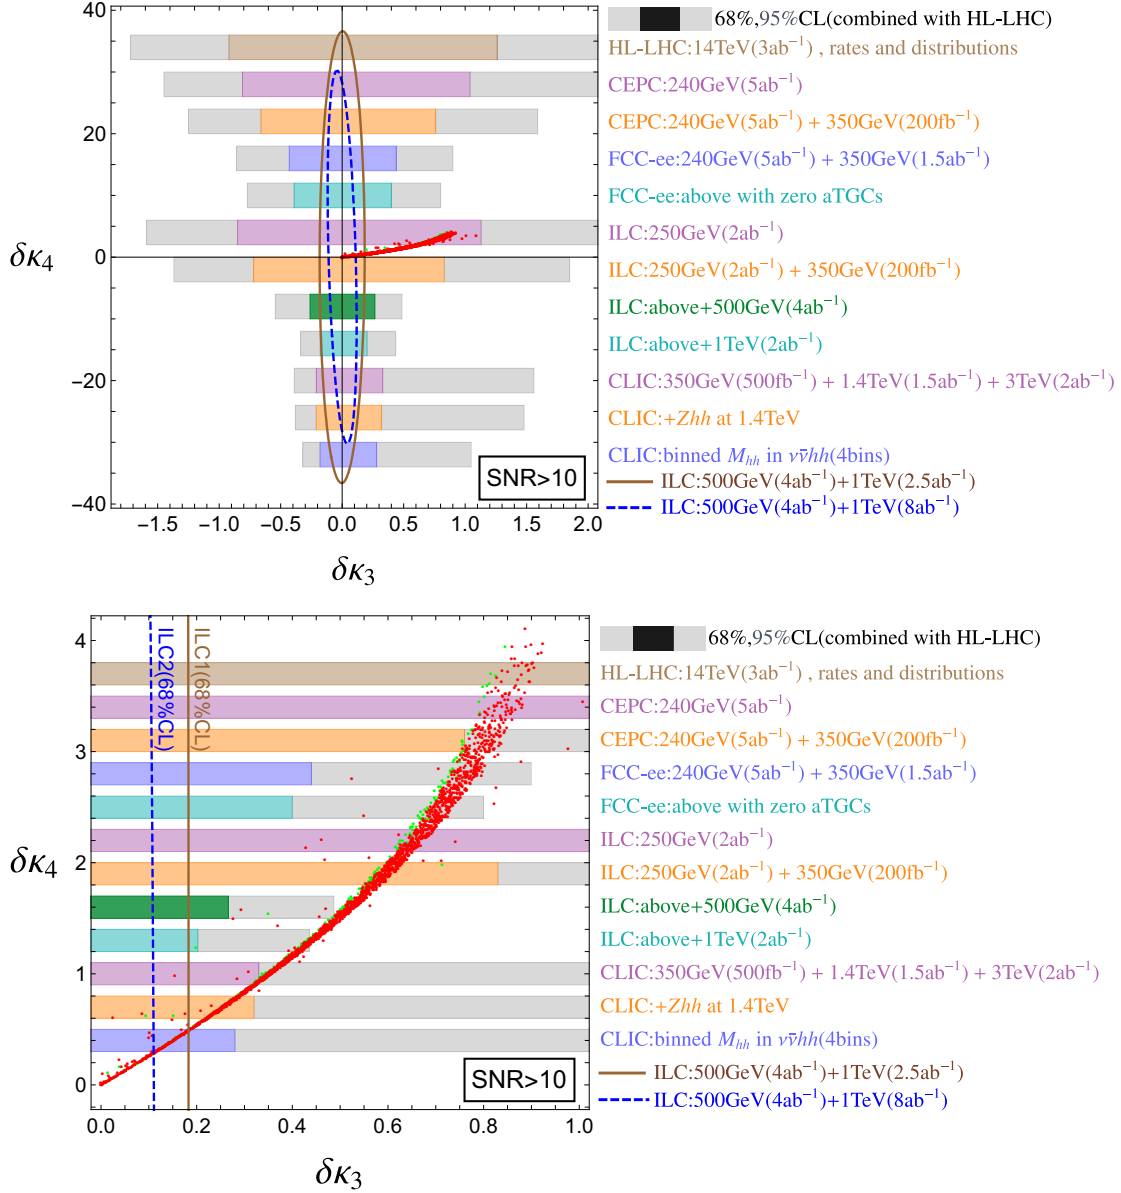 68%,95%CL(combined with HL-LHC)
HL-LHC:14TeV(3ab⁻¹) , rates and distributions
CEPC:240GeV(5ab⁻¹)
CEPC:240GeV(5ab⁻¹) + 350GeV(200fb⁻¹)
FCC-ee:240GeV(5ab⁻¹) + 350GeV(1.5ab⁻¹)
FCC-ee:above with zero aTGCs
ILC:250GeV(2ab⁻¹)
ILC:250GeV(2ab⁻¹) + 350GeV(200fb⁻¹)
ILC:above+500GeV(4ab⁻¹)
ILC:above+1TeV(2ab⁻¹)
CLIC:350GeV(500fb⁻¹) + 1.4TeV(1.5ab⁻¹) + 3TeV(2ab⁻¹)
CLIC:+Zhh at 1.4TeV
CLIC:binned M_hh in νν̄hh(4bins)
ILC:500GeV(4ab⁻¹)+1TeV(2.5ab⁻¹)
ILC:500GeV(4ab⁻¹)+1TeV(8ab⁻¹)
40
20
0
−20
−40
δκ₄
SNR>10
−1.5 −1.0 −0.5 0.0 0.5 1.0 1.5 2.0
δκ₃
68%,95%CL(combined with HL-LHC)
HL-LHC:14TeV(3ab⁻¹) , rates and distributions
CEPC:240GeV(5ab⁻¹)
CEPC:240GeV(5ab⁻¹) + 350GeV(200fb⁻¹)
FCC-ee:240GeV(5ab⁻¹) + 350GeV(1.5ab⁻¹)
FCC-ee:above with zero aTGCs
ILC:250GeV(2ab⁻¹)
ILC:250GeV(2ab⁻¹) + 350GeV(200fb⁻¹)
ILC:above+500GeV(4ab⁻¹)
ILC:above+1TeV(2ab⁻¹)
CLIC:350GeV(500fb⁻¹) + 1.4TeV(1.5ab⁻¹) + 3TeV(2ab⁻¹)
CLIC:+Zhh at 1.4TeV
CLIC:binned M_hh in νν̄hh(4bins)
ILC:500GeV(4ab⁻¹)+1TeV(2.5ab⁻¹)
ILC:500GeV(4ab⁻¹)+1TeV(8ab⁻¹)
4
3
2
1
0
δκ₄
ILC2(68%CL)
ILC1(68%CL)
SNR>10
0.0 0.2 0.4 0.6 0.8 1.0
δκ₃